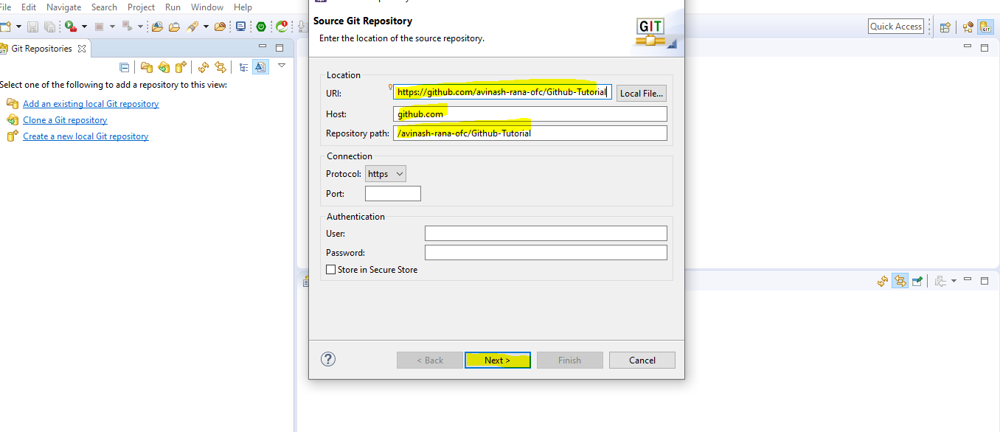 File Edit Navigate Search Project Run Window Help
Quick Access
GIT
Git Repositories
Select one of the following to add a repository to this view:
Add an existing local Git repository
Clone a Git repository
Create a new local Git repository
Source Git Repository
Enter the location of the source repository.
GIT
Location
URI: https://github.com/avinash-rana-ofc/Github-Tutorial Local File...
Host: github.com
Repository path: /avinash-rana-ofc/Github-Tutorial
Connection
Protocol: https
Port:
Authentication
User:
Password:
Store in Secure Store
? < Back Next > Finish Cancel